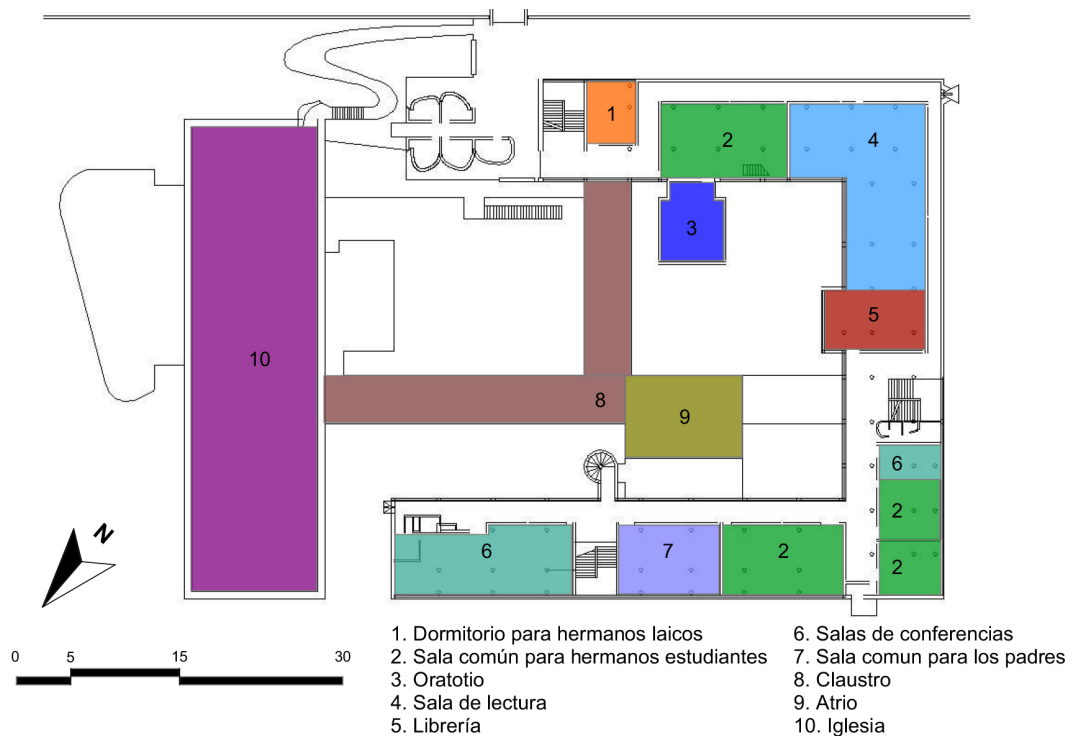 1
2
4
3
5
10
8
9
6
2
6
7
2
2
N
0 5 15 30
1. Dormitorio para hermanos laicos
2. Sala común para hermanos estudiantes
3. Oratotio
4. Sala de lectura
5. Librería
6. Salas de conferencias
7. Sala comun para los padres
8. Claustro
9. Atrio
10. Iglesia